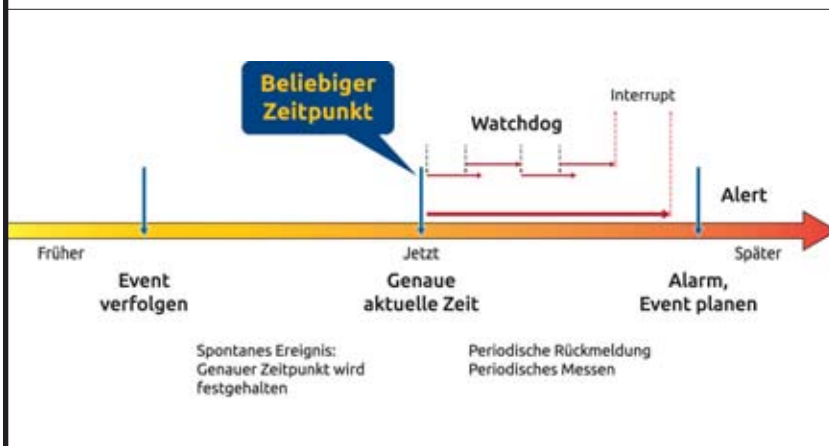 Beliebiger
Zeitpunkt
Interrupt
Watchdog
Alert
Früher
Jetzt
Später
Event
verfolgen
Genaue
aktuelle Zeit
Alarm,
Event planen
Spontanes Ereignis:
Genauer Zeitpunkt wird
festgehalten
Periodische Rückmeldung
Periodisches Messen